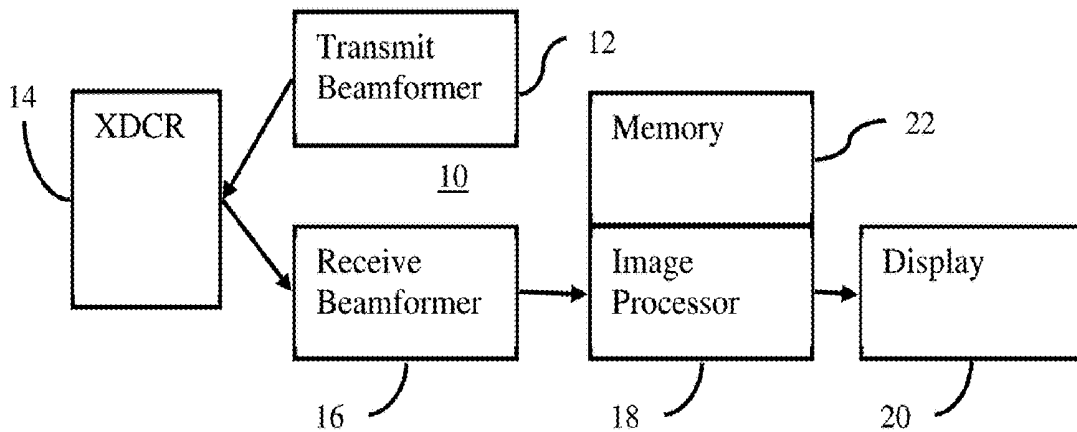 Transmit
Beamformer
12
14
XDCR
Memory
22
10
Receive
Beamformer
Image
Processor
Display
16
18
20